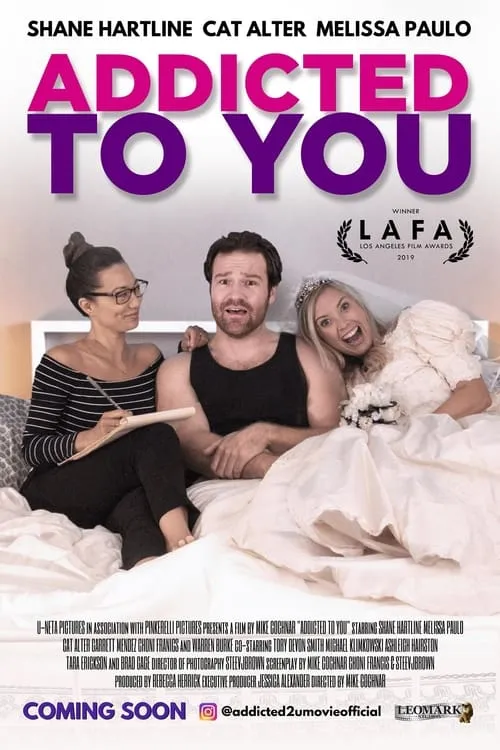 SHANE HARTLINE CAT ALTER MELISSA PAULO
ADDICTED
TO YOU
WINNER
LAFA
LOS ANGELES FILM AWARDS
2019
U-NETA PICTURES IN ASSOCIATION WITH PINKERELLI PICTURES PRESENTS A FILM BY MIKE COCHNAR "ADDICTED TO YOU" STARRING SHANE HARTLINE MELISSA PAULO
CAT ALTER GARRETT MENDEZ CHONI FRANCIS AND WARREN BURKE CO-STARRING TORY DEVON SMITH MICHAEL KLIMKOWSKI ASHLEIGH HAIRSTON
TARA ERICKSON AND BRAD GAGE DIRECTOR OF PHOTOGRAPHY STEEVJBROWN SCREENPLAY BY MIKE COCHNAR CHONI FRANCIS & STEEVJBROWN
PRODUCED BY REBECCA HERRICK EXECUTIVE PRODUCER JESSICA ALEXANDER DIRECTED BY MIKE COCHNAR
COMING SOON @addicted2umovieofficial LEOMARK